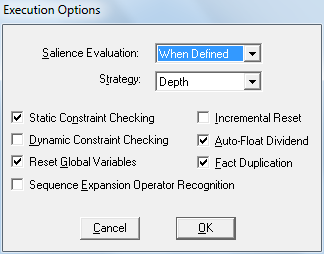 Execution Options
Salience Evaluation: When Defined
Strategy: Depth
Static Constraint Checking
Incremental Reset
Dynamic Constraint Checking
Auto-Float Dividend
Reset Global Variables
Fact Duplication
Sequence Expansion Operator Recognition
Cancel
OK